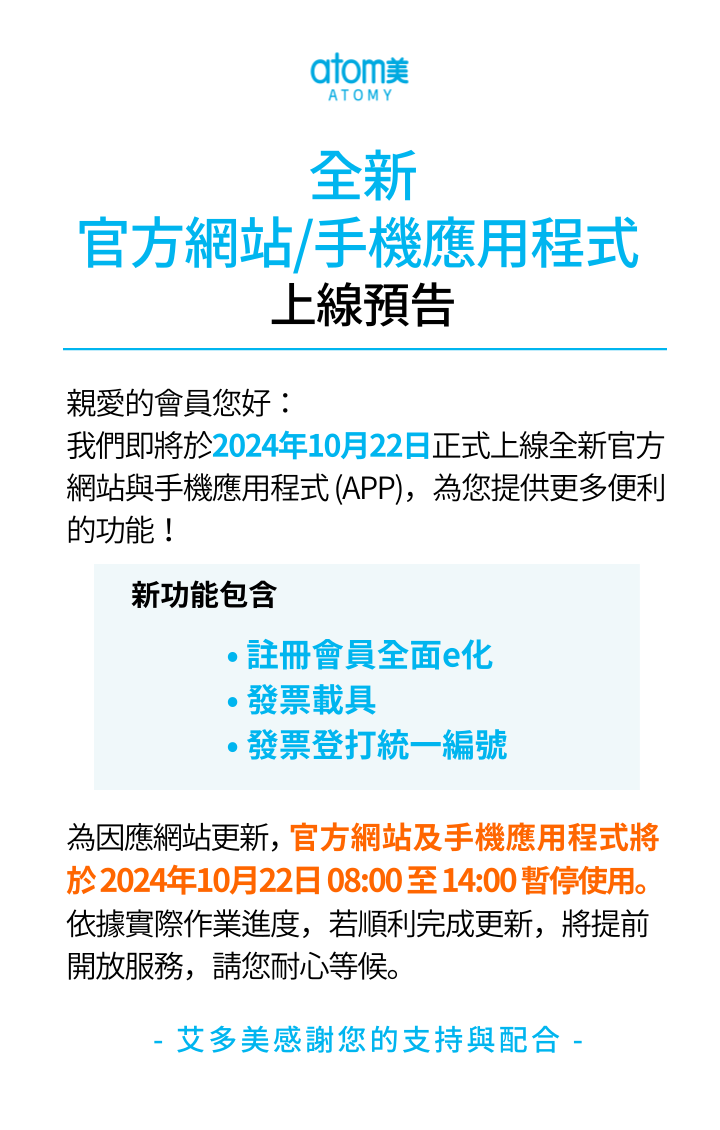 atom美
ATOMY
全新
官方網站/手機應用程式
上線預告
親愛的會員您好：
我們即將於2024年10月22日正式上線全新官方
網站與手機應用程式 (APP)，為您提供更多便利
的功能！
新功能包含
• 註冊會員全面e化
• 發票載具
• 發票登打統一編號
為因應網站更新，官方網站及手機應用程式將
於 2024年10月22日 08:00 至 14:00 暫停使用。
依據實際作業進度，若順利完成更新，將提前
開放服務，請您耐心等候。
- 艾多美感謝您的支持與配合 -